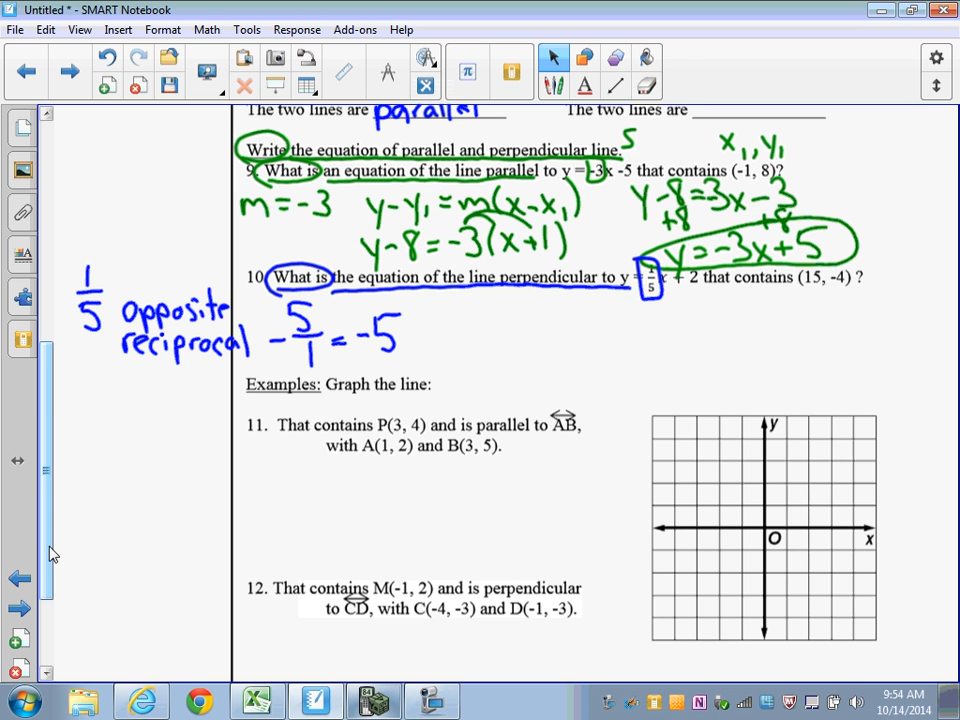 Untitled * - SMART Notebook
File Edit View Insert Format Math Tools Response Add-ons Help
The two lines are parallel
The two lines are
Write the equation of parallel and perpendicular line.s
x₁, y₁
9. What is an equation of the line parallel to y = -3x -5 that contains (-1, 8)?
m = -3 y - y₁ = m(x - x₁) y - 8 = -3x - 3
+8 +8
y - 8 = -3(x + 1) y = -3x + 5
10. What is the equation of the line perpendicular to y = 1/5 x + 2 that contains (15, -4) ?
1/5 opposite
reciprocal - 5/1 = -5
Examples: Graph the line:
11. That contains P(3, 4) and is parallel to AB,
with A(1, 2) and B(3, 5).
y
O
x
12. That contains M(-1, 2) and is perpendicular
to CD, with C(-4, -3) and D(-1, -3).
9:54 AM
10/14/2014